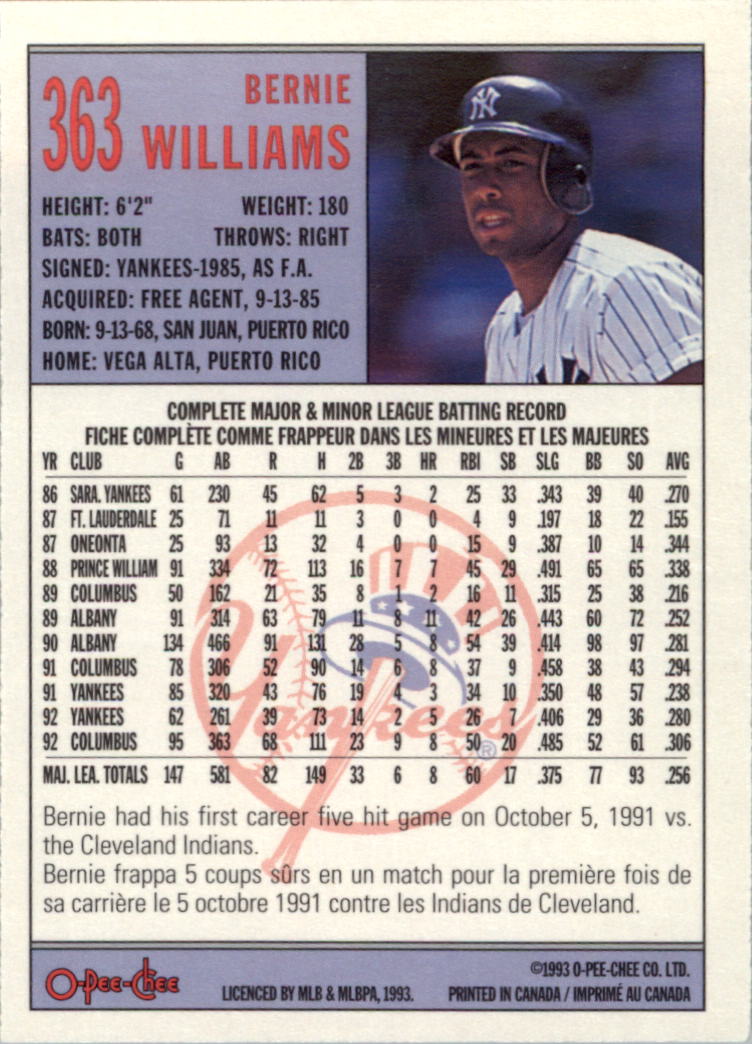 363
BERNIE
WILLIAMS
HEIGHT: 6'2" WEIGHT: 180
BATS: BOTH THROWS: RIGHT
SIGNED: YANKEES-1985, AS F.A.
ACQUIRED: FREE AGENT, 9-13-85
BORN: 9-13-68, SAN JUAN, PUERTO RICO
HOME: VEGA ALTA, PUERTO RICO
NY
COMPLETE MAJOR & MINOR LEAGUE BATTING RECORD
FICHE COMPLÈTE COMME FRAPPEUR DANS LES MINEURES ET LES MAJEURES
YR CLUB G AB R H 2B 3B HR RBI SB SLG BB SO AVG
86 SARA. YANKEES 61 230 45 62 5 3 2 25 33 .343 39 40 .270
87 FT. LAUDERDALE 25 71 11 11 3 0 0 4 9 .197 18 22 .155
87 ONEONTA 25 93 13 32 4 0 0 15 9 .387 10 14 .344
88 PRINCE WILLIAM 91 334 72 113 16 7 7 45 29 .491 65 65 .338
89 COLUMBUS 50 162 21 35 8 1 2 16 11 .315 25 38 .216
89 ALBANY 91 314 63 79 11 8 11 42 26 .443 60 72 .252
90 ALBANY 134 466 91 131 28 5 8 54 39 .414 98 97 .281
91 COLUMBUS 78 306 52 90 14 6 8 37 9 .458 38 43 .294
91 YANKEES 85 320 43 76 19 4 3 34 10 .350 48 57 .238
92 YANKEES 62 261 39 73 14 2 5 26 7 .406 29 36 .280
92 COLUMBUS 95 363 68 111 23 9 8 50 20 .485 52 61 .306
MAJ. LEA. TOTALS 147 581 82 149 33 6 8 60 17 .375 77 93 .256
Yankees
®
Bernie had his first career five hit game on October 5, 1991 vs.
the Cleveland Indians.
Bernie frappa 5 coups sûrs en un match pour la première fois de
sa carrière le 5 octobre 1991 contre les Indians de Cleveland.
O-Pee-Chee
©1993 O-PEE-CHEE CO. LTD.
LICENCED BY MLB & MLBPA, 1993. PRINTED IN CANADA / IMPRIMÉ AU CANADA